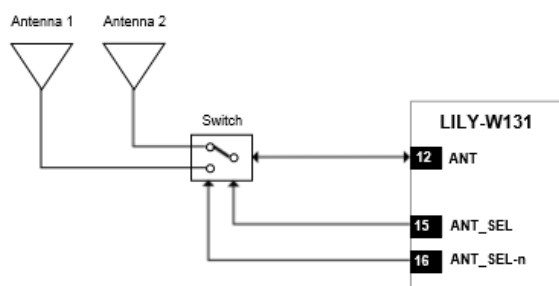 Antenna 1
Antenna 2
Switch
LILY-W131
12 ANT
15 ANT_SEL
16 ANT_SEL-n